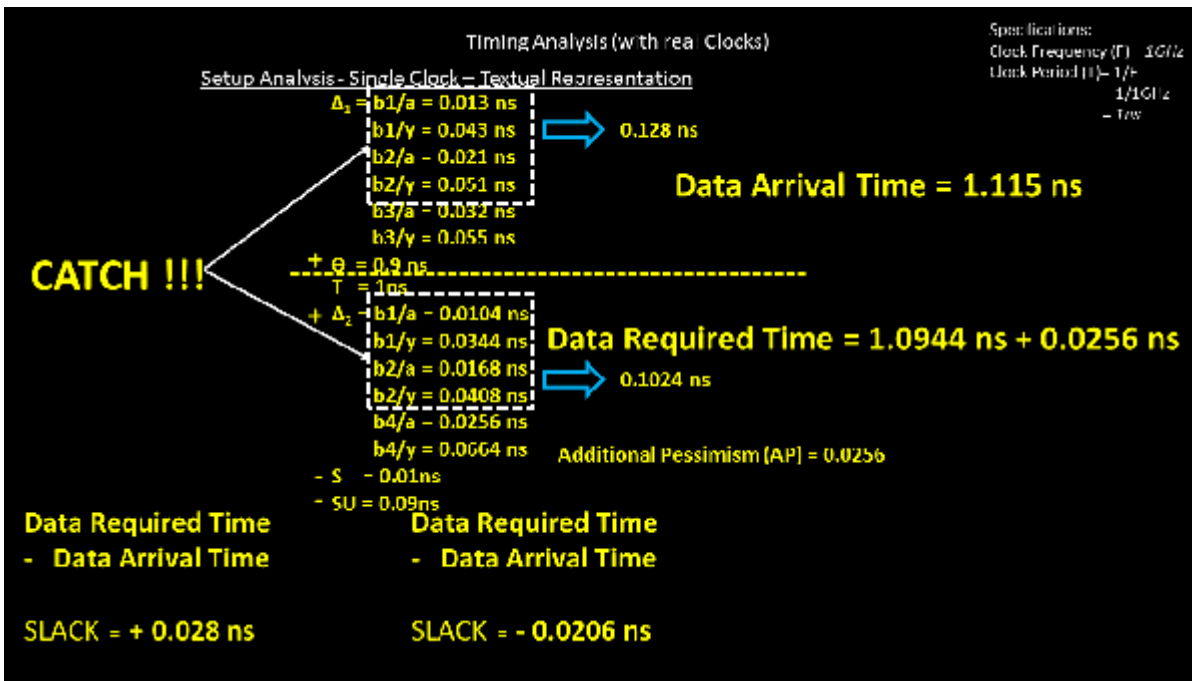 Timing Analysis (with real Clocks)
Specifications:
Clock Frequency (F) = 1GHz
Clock Period (T) = 1/F
1/1GHz
= 1ns
Setup Analysis - Single Clock – Textual Representation
Δ1 = b1/a = 0.013 ns
b1/y = 0.043 ns
0.128 ns
b2/a = 0.021 ns
b2/y = 0.051 ns
Data Arrival Time = 1.115 ns
b3/a = 0.032 ns
b3/y = 0.055 ns
+ Θ = 0.9 ns
CATCH !!!
T = 1ns
+ Δ2 = b1/a = 0.0104 ns
b1/y = 0.0344 ns
Data Required Time = 1.0944 ns + 0.0256 ns
b2/a = 0.0168 ns
0.1024 ns
b2/y = 0.0408 ns
b4/a = 0.0256 ns
b4/y = 0.0664 ns
Additional Pessimism (AP) = 0.0256
- S = 0.01ns
- SU = 0.09ns
Data Required Time
- Data Arrival Time
SLACK = + 0.028 ns
Data Required Time
- Data Arrival Time
SLACK = - 0.0206 ns